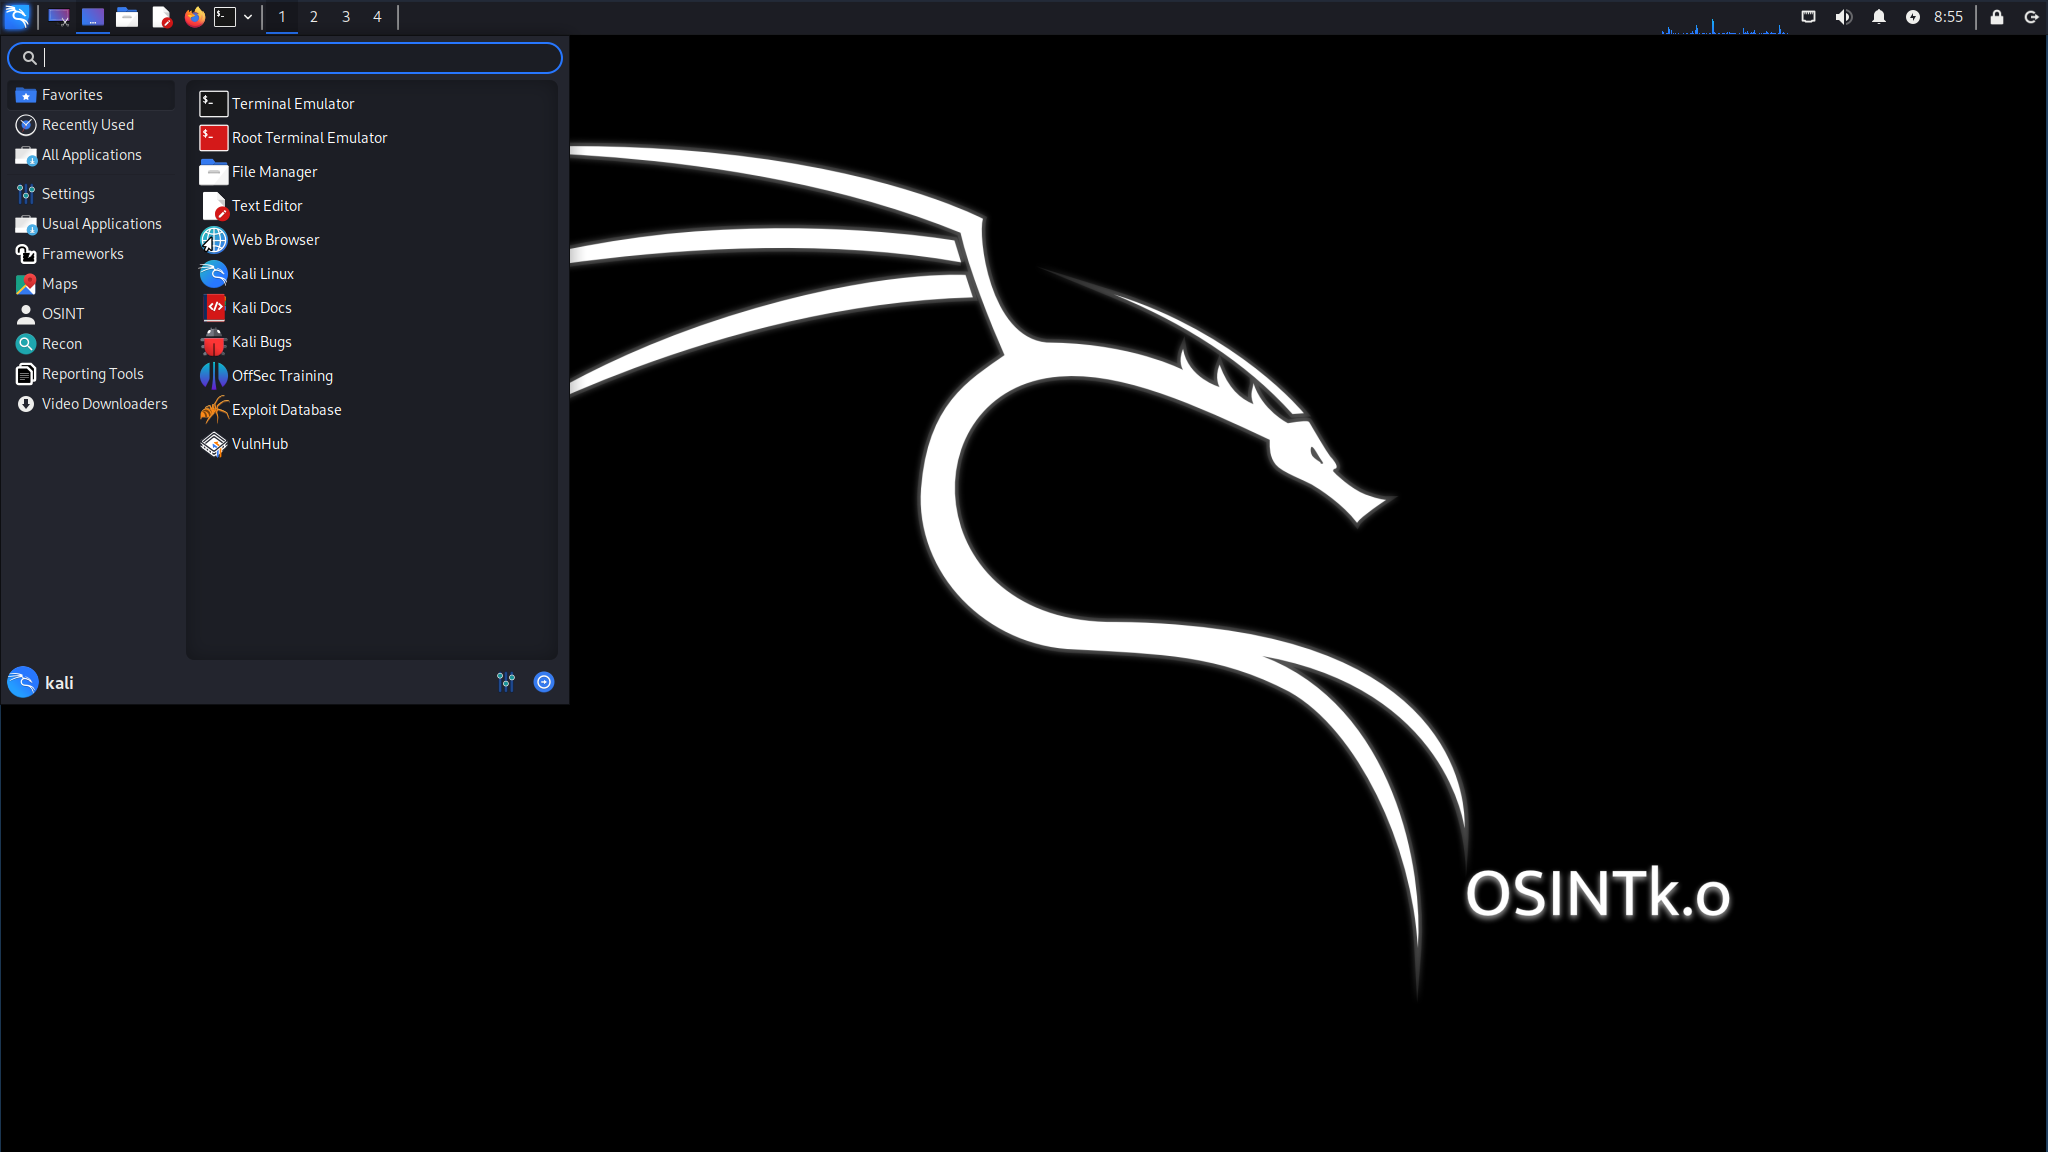 1 2 3 4 8:55
Favorites
Recently Used
All Applications
Settings
Usual Applications
Frameworks
Maps
OSINT
Recon
Reporting Tools
Video Downloaders
Terminal Emulator
Root Terminal Emulator
File Manager
Text Editor
Web Browser
Kali Linux
Kali Docs
Kali Bugs
OffSec Training
Exploit Database
VulnHub
kali
OSINTk.o